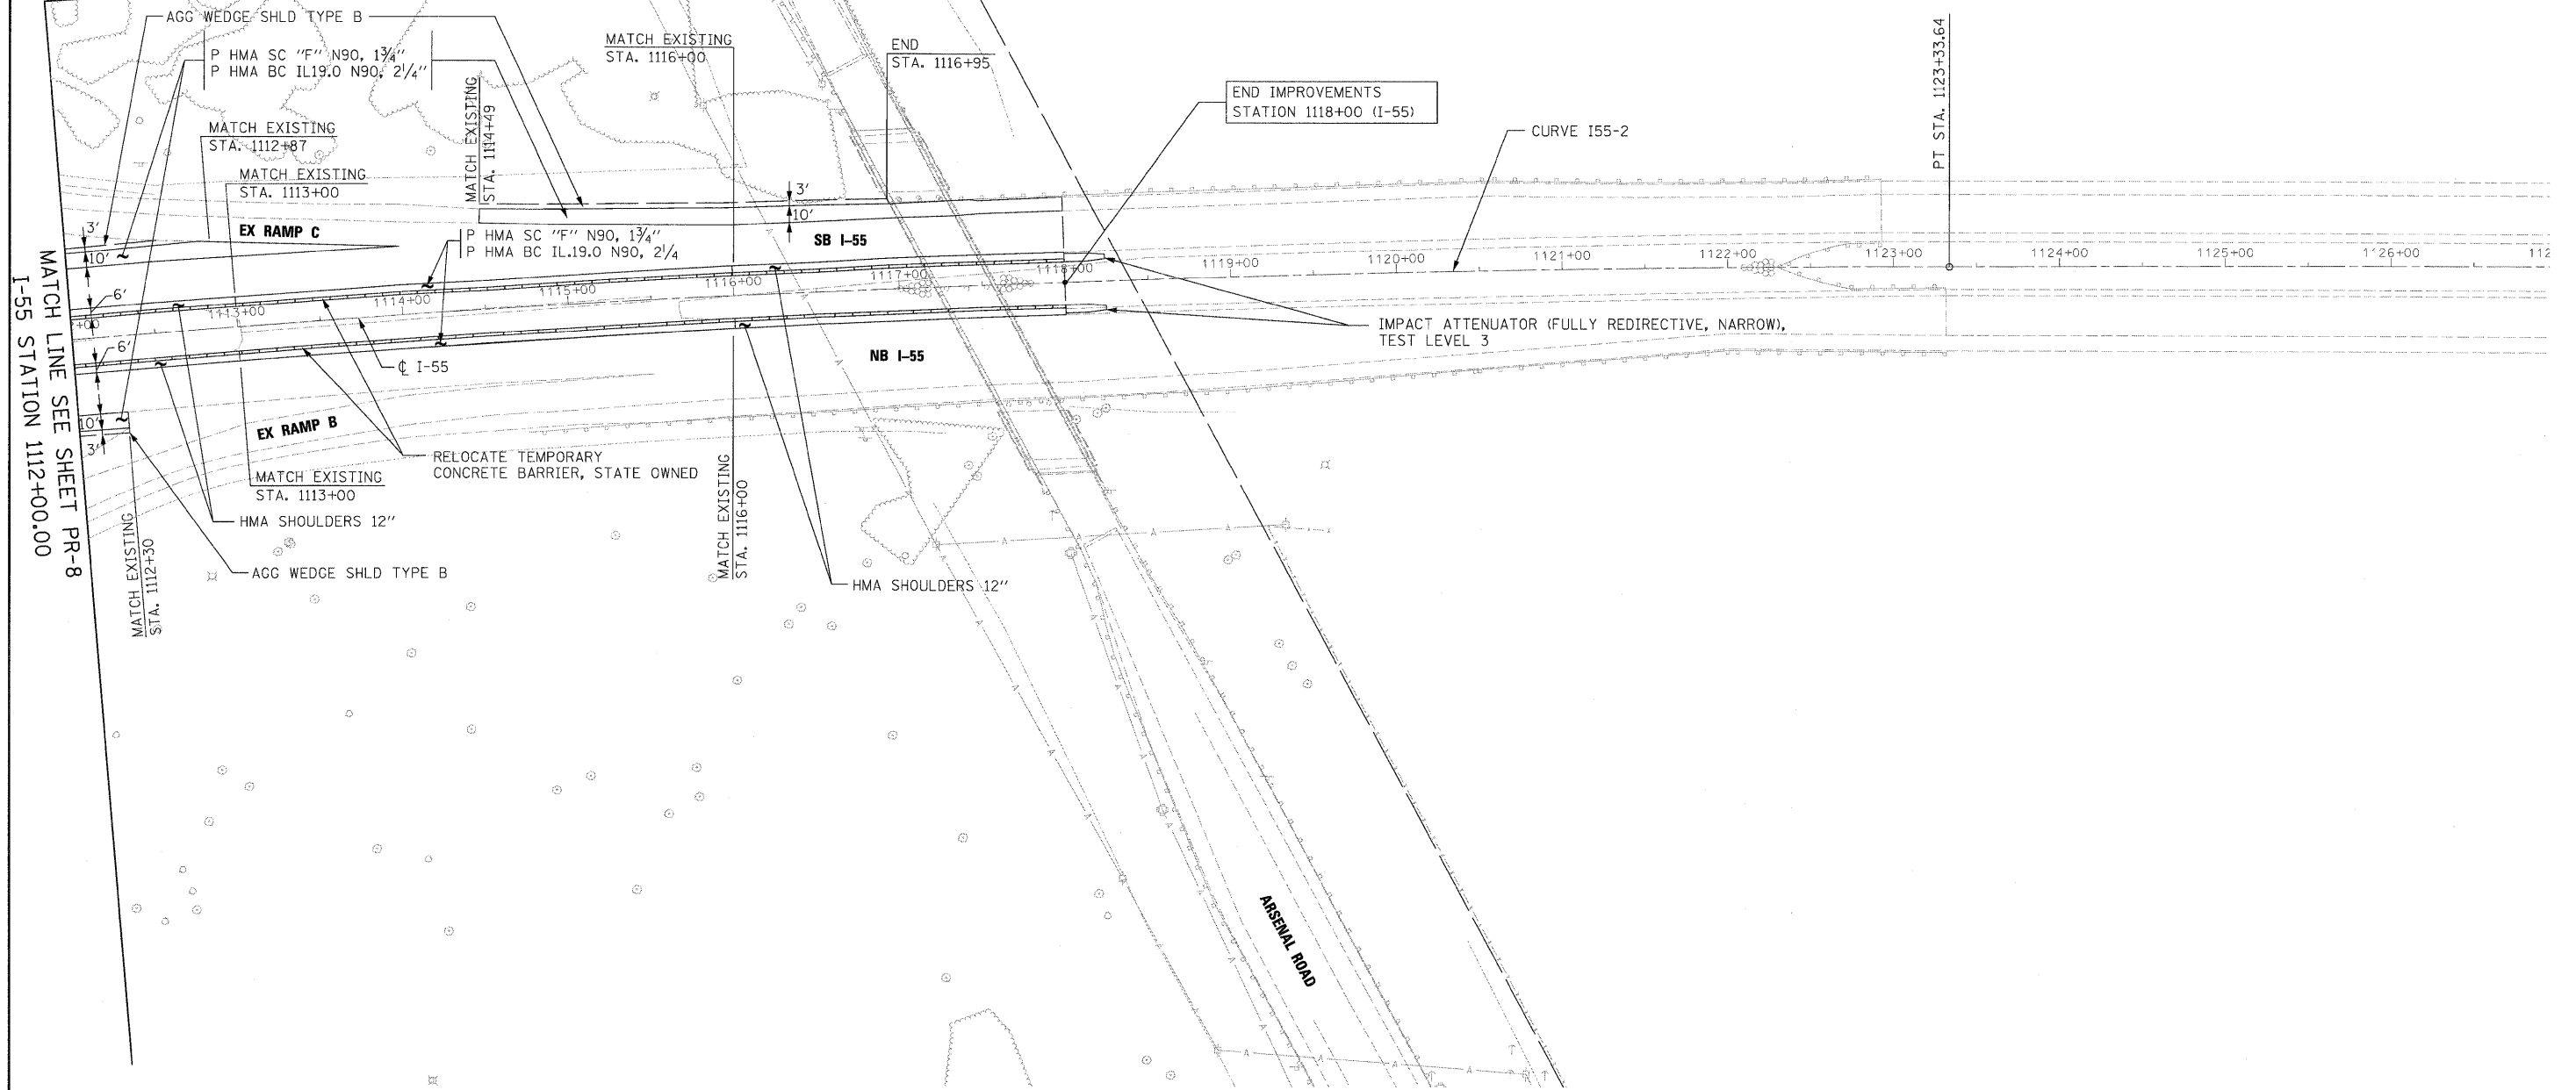 AGG WEDGE SHLD TYPE B
P HMA SC "F" N90, 1¾"
P HMA BC IL19.0 N90, 2¼"
MATCH EXISTING
STA. 1112+87
MATCH EXISTING
STA. 1113+00
EX RAMP C
MATCH EXISTING
STA. 1114+49
MATCH EXISTING
STA. 1116+00
END
STA. 1116+95
END IMPROVEMENTS
STATION 1118+00 (I-55)
CURVE I55-2
PT STA. 1123+33.64
3'
10'
SB I-55
P HMA SC "F" N90, 1¾"
P HMA BC IL.19.0 N90, 2¼
3'
10'
6'
6'
10'
3'
+00
1113+00
1114+00
1115+00
1116+00
1117+00
1118+00
1119+00
1120+00
1121+00
1122+00
1123+00
1124+00
1125+00
1126+00
112
℄ I-55
NB I-55
IMPACT ATTENUATOR (FULLY REDIRECTIVE, NARROW),
TEST LEVEL 3
EX RAMP B
RELOCATE TEMPORARY
CONCRETE BARRIER, STATE OWNED
MATCH EXISTING
STA. 1113+00
HMA SHOULDERS 12"
AGG WEDGE SHLD TYPE B
MATCH EXISTING
STA. 1112+30
MATCH EXISTING
STA. 1116+00
HMA SHOULDERS 12"
MATCH LINE SEE SHEET PR-8
I-55 STATION 1112+00.00
ARSENAL ROAD